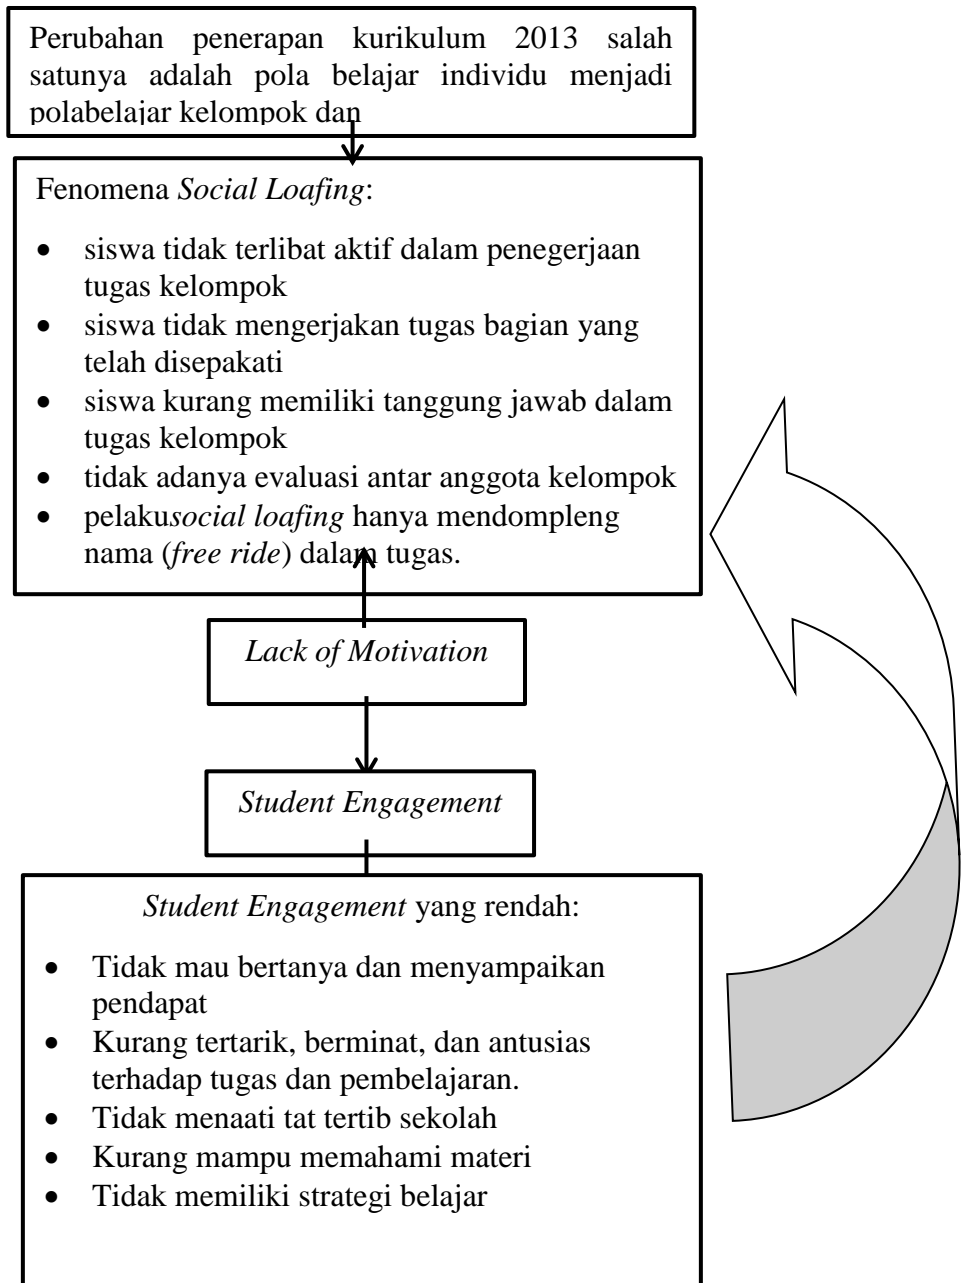 Perubahan penerapan kurikulum 2013 salah
satunya adalah pola belajar individu menjadi
polabelajar kelompok dan
Fenomena Social Loafing:
• siswa tidak terlibat aktif dalam penegerjaan
tugas kelompok
• siswa tidak mengerjakan tugas bagian yang
telah disepakati
• siswa kurang memiliki tanggung jawab dalam
tugas kelompok
• tidak adanya evaluasi antar anggota kelompok
• pelakusocial loafing hanya mendompleng
nama (free ride) dalam tugas.
Lack of Motivation
Student Engagement
Student Engagement yang rendah:
• Tidak mau bertanya dan menyampaikan
pendapat
• Kurang tertarik, berminat, dan antusias
terhadap tugas dan pembelajaran.
• Tidak menaati tat tertib sekolah
• Kurang mampu memahami materi
• Tidak memiliki strategi belajar